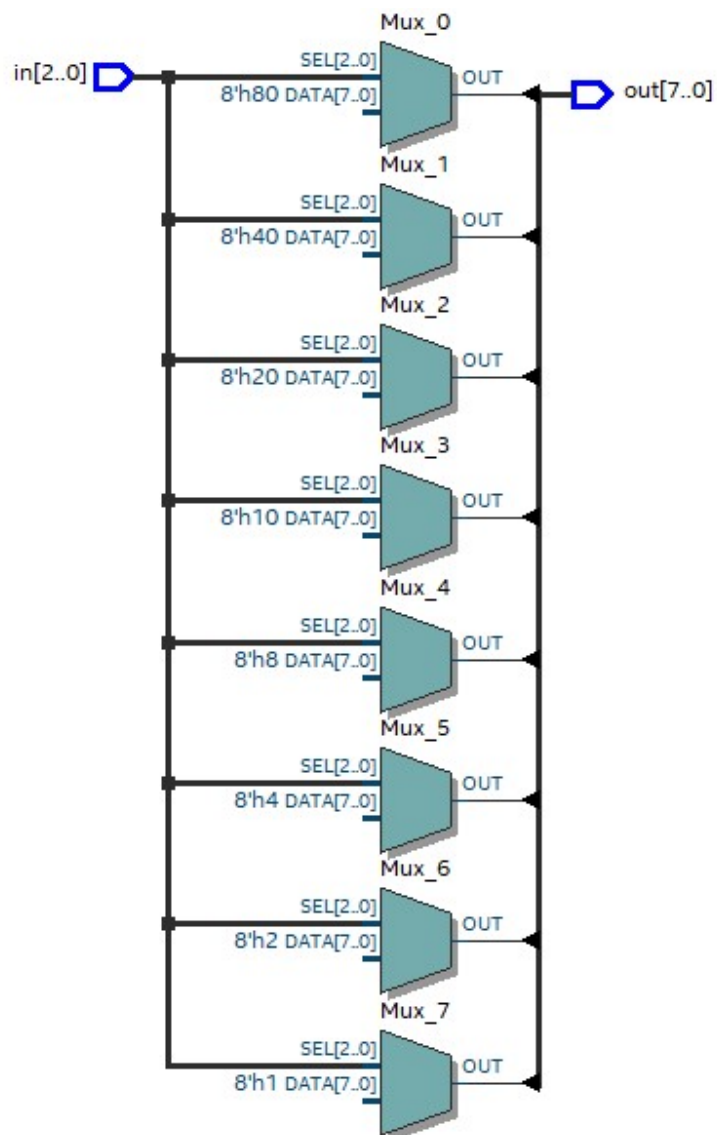 Mux_0
in[2..0] SEL[2..0] OUT out[7..0]
8'h80 DATA[7..0]
Mux_1
SEL[2..0] OUT
8'h40 DATA[7..0]
Mux_2
SEL[2..0] OUT
8'h20 DATA[7..0]
Mux_3
SEL[2..0] OUT
8'h10 DATA[7..0]
Mux_4
SEL[2..0] OUT
8'h8 DATA[7..0]
Mux_5
SEL[2..0] OUT
8'h4 DATA[7..0]
Mux_6
SEL[2..0] OUT
8'h2 DATA[7..0]
Mux_7
SEL[2..0] OUT
8'h1 DATA[7..0]